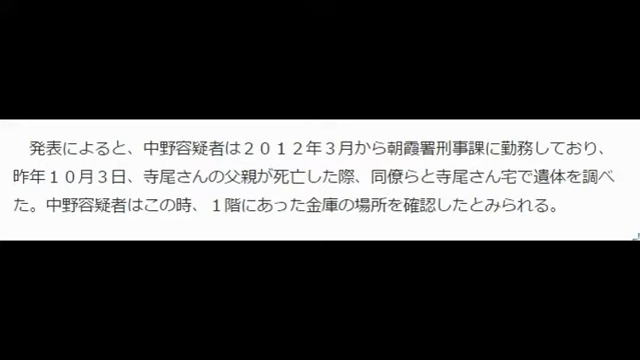 発表によると、中野容疑者は２０１２年３月から朝霞署刑事課に勤務しており、
昨年１０月３日、寺尾さんの父親が死亡した際、同僚らと寺尾さん宅で遺体を調べ
た。中野容疑者はこの時、１階にあった金庫の場所を確認したとみられる。